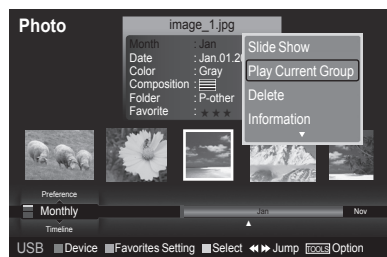 Photo
image_1.jpg
Month : Jan
Date : Jan.01.20
Color : Gray
Composition :
Folder : P-other
Favorite : ★ ★ ★
Slide Show
Play Current Group
Delete
Information
Preference
Monthly
Timeline
Jan
Nov
USB Device Favorites Setting Select Jump TOOLS Option